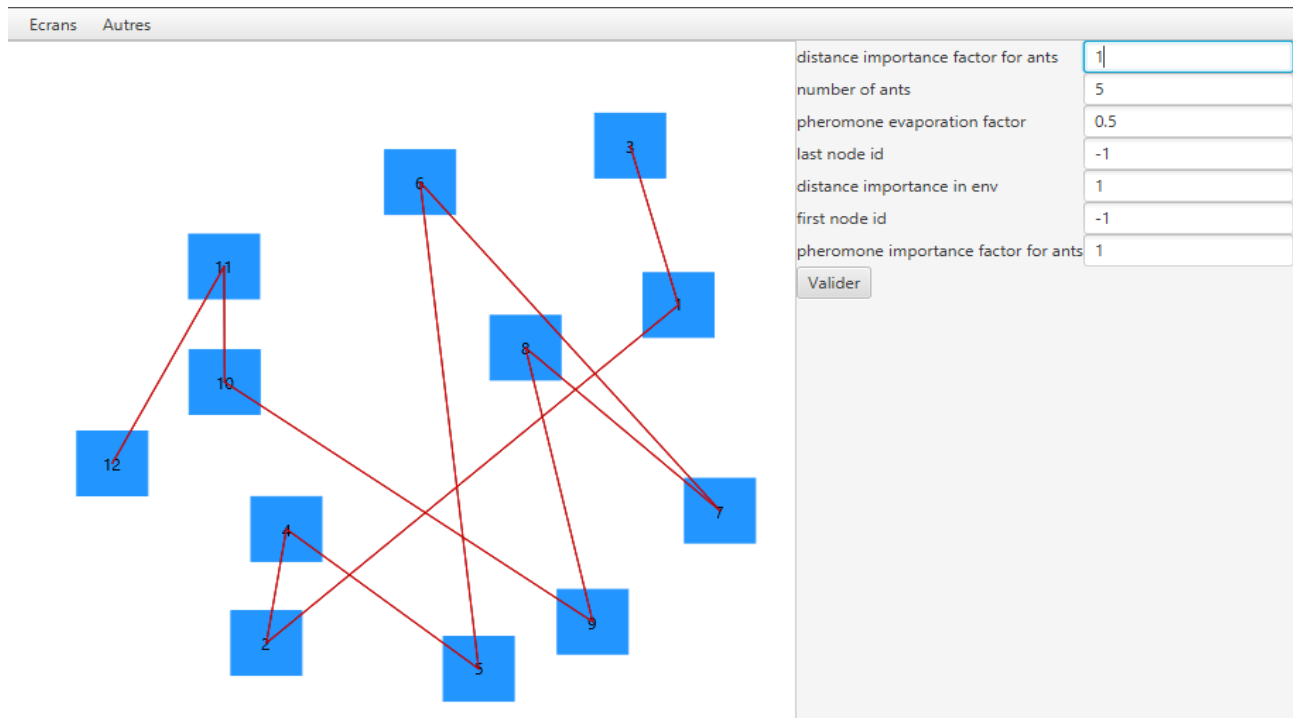 Ecrans Autres
distance importance factor for ants 1
number of ants 5
pheromone evaporation factor 0.5
last node id -1
distance importance in env 1
first node id -1
pheromone importance factor for ants 1
Valider
3
6
11
1
8
10
12
7
4
9
2
5